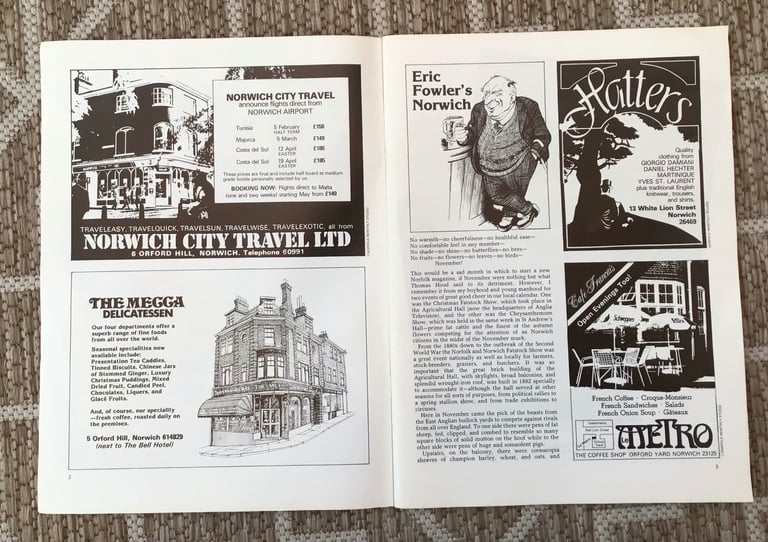 NORWICH CITY TRAVEL
announce flights direct from
NORWICH AIRPORT
Tunisia 5 February £158
HALF TERM
Majorca 5 March £149
Costa del Sol 12 April £185
EASTER
Costa del Sol 19 April £185
EASTER
These prices are final and include half board at medium
grade hotels personally selected by us.
BOOKING NOW: Flights direct to Malta
(one and two weeks) starting May from £149
TRAVELEASY, TRAVELQUICK, TRAVELSUN, TRAVELWISE, TRAVELEXOTIC, all from
NORWICH CITY TRAVEL LTD
6 ORFORD HILL, NORWICH. Telephone 60991
THE MEGGA
DELICATESSEN
Our four departments offer a
superb range of fine foods
from all over the world.
Seasonal specialities now
available include:
Presentation Tea Caddies,
Tinned Biscuits, Chinese Jars
of Stemmed Ginger, Luxury
Christmas Puddings, Mixed
Dried Fruit, Candied Peel,
Chocolates, Liquers, and
Glacé Fruits.
And, of course, our speciality
—fresh coffee, roasted daily on
the premises.
5 Orford Hill, Norwich 614829
(next to The Bell Hotel)
2
Eric
Fowler's
Norwich
No warmth—no cheerfulness—no healthful ease—
No comfortable feel in any member—
No shade—no shine—no butterflies—no bees—
No fruits—no flowers—no leaves—no birds—
November!
This would be a sad month in which to start a new
Norfolk magazine, if November were nothing but what
Thomas Hood said to its detriment. However, I
remember it from my boyhood and young manhood for
two events of great good cheer in our local calendar. One
was the Christmas Fatstock Show, which took place in
the Agricultural Hall (now the headquarters of Anglia
Television); and the other was the Chrysanthemum
Show, which was held in the same week in St Andrew's
Hall—prime fat cattle and the finest of the autumn
flowers competing for the attention of us Norwich
citizens in the midst of the November murk.
From the 1880s down to the outbreak of the Second
World War the Norfolk and Norwich Fatstock Show was
a great event nationally as well as locally for farmers,
stock-breeders, graziers, and butchers. It was so
important that the great brick building of the
Agricultural Hall, with skylights, broad balconies, and
splendid wrought-iron roof, was built in 1882 specially
to accommodate it—although the hall served at other
seasons for all sorts of purposes, from political rallies to
a spring stallion show, and from trade exhibitions to
circuses.
Here in November came the pick of the beasts from
the East Anglian bullock yards to compete against rivals
from all over England. To one side there were pens of fat
sheep, fed, clipped, and combed to resemble so many
square blocks of solid mutton on the hoof while to the
other side were pens of huge and somnolent pigs.
Upstairs, on the balcony, there were cornucopia
sheaves of champion barley, wheat, and oats, and
Hatters
Quality
clothing from
GIORGIO DAMIANI
DANIEL HECHTER
MARTINIQUE
YVES ST. LAURENT
plus traditional English
knitwear, trousers,
and shirts.
13 White Lion Street
Norwich
26469
Café Français
Open Evenings Too!
Schweppes
French Coffee · Croque-Monsieur
French Sandwiches · Salads
French Onion Soup · Gâteaux
Le METRO
THE COFFEE SHOP ORFORD YARD NORWICH 23125
3